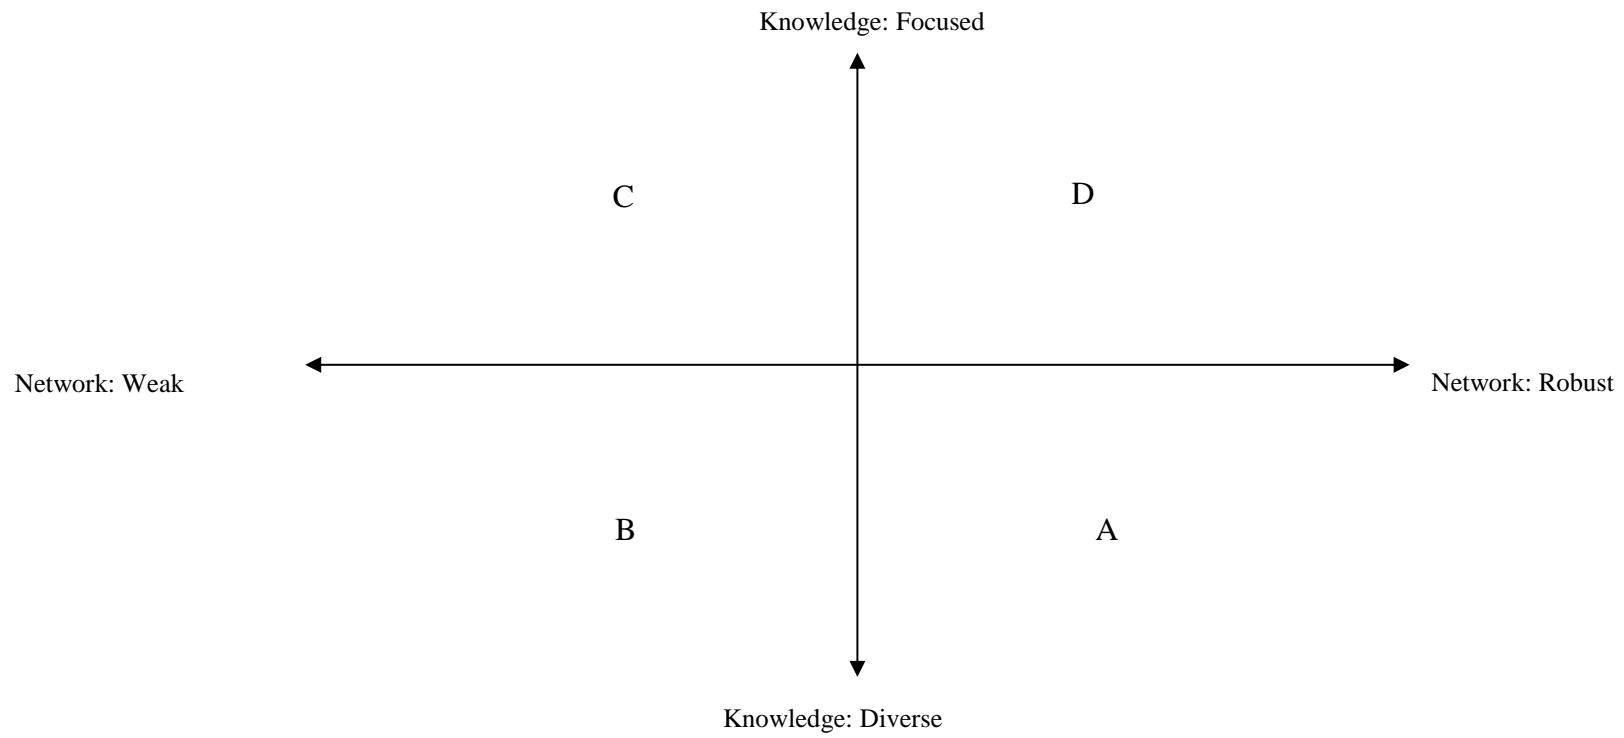 Knowledge: Focused
C
D
Network: Weak
Network: Robust
B
A
Knowledge: Diverse